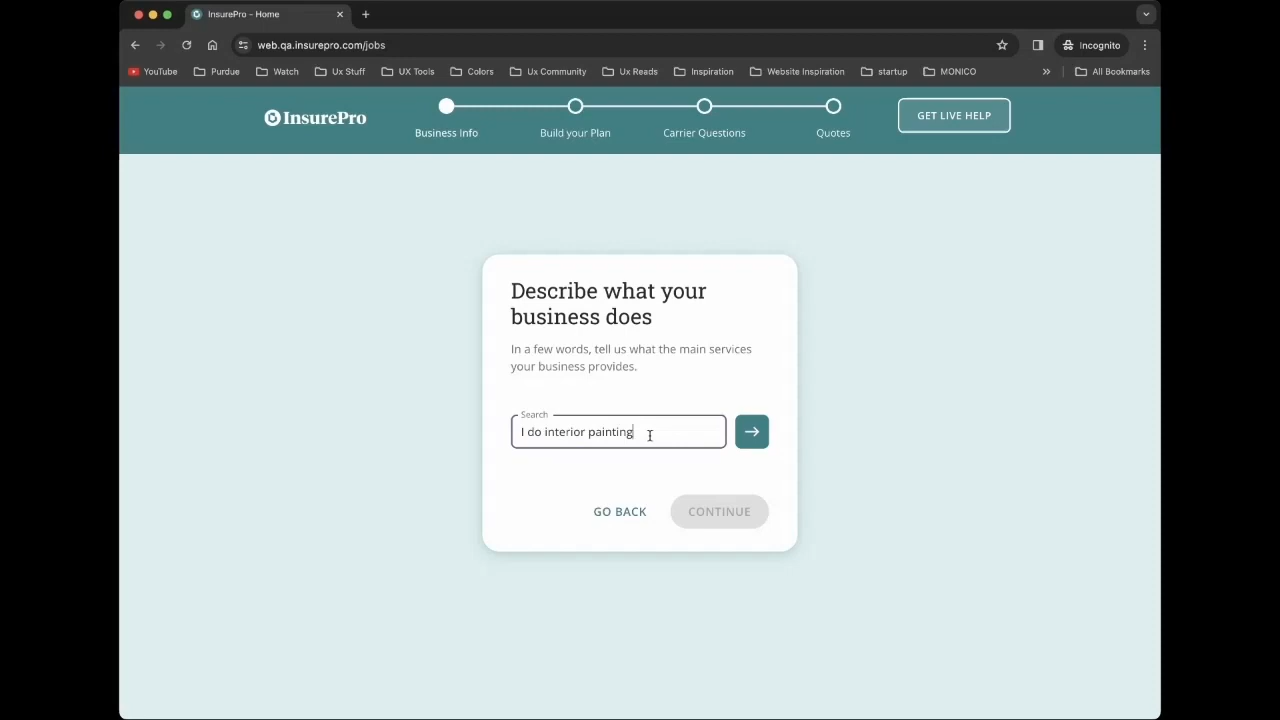 InsurePro - Home
web.qa.insurepro.com/jobs
Incognito
YouTube Purdue Watch Ux Stuff UX Tools Colors Ux Community Ux Reads Inspiration Website Inspiration startup MONICO » All Bookmarks
InsurePro
Business Info Build your Plan Carrier Questions Quotes
GET LIVE HELP
Describe what your
business does
In a few words, tell us what the main services
your business provides.
Search
I do interior painting
GO BACK CONTINUE